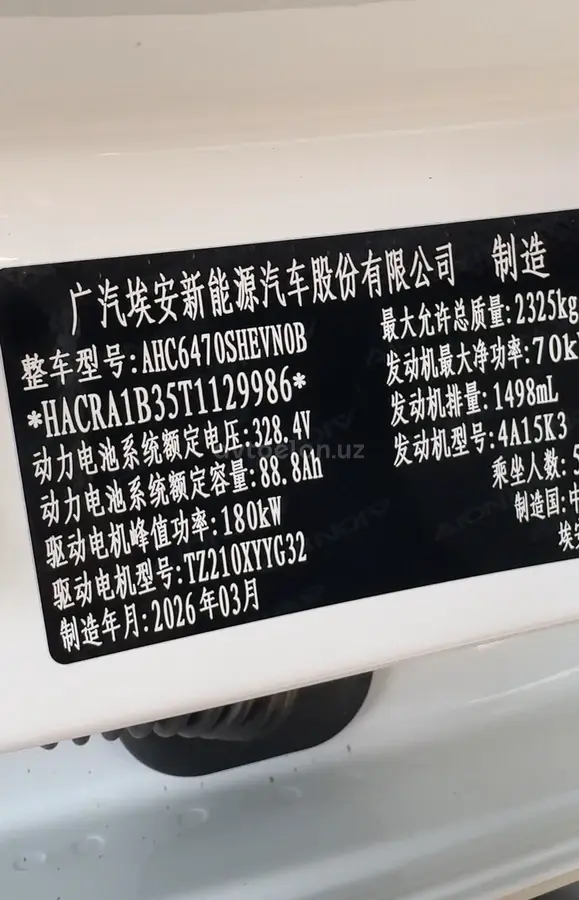 广汽埃安新能源汽车股份有限公司 制造
整车型号:AHC6470SHEVN0B
*HACRA1B35T1129986*
动力电池系统额定电压:328.4V
动力电池系统额定容量:88.8Ah
驱动电机峰值功率:180kW
驱动电机型号:TZ210XYYG32
制造年月:2026年03月
最大允许总质量:2325kg
发动机最大净功率:70k
发动机排量:1498mL
发动机型号:4A15K3
乘坐人数:5
制造国:中
埃安
avtoelon.uz